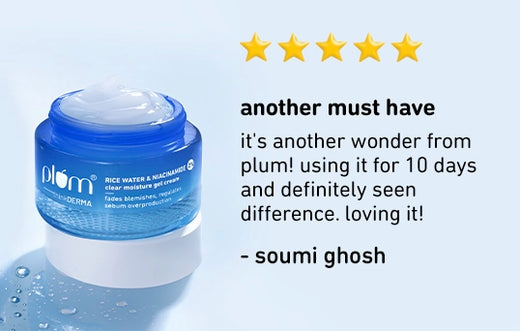 another must have
it's another wonder from
plum! using it for 10 days
and definitely seen
difference. loving it!
- soumi ghosh
plum®
RICE WATER & NIACINAMIDE
clear moisture gel cream
fades blemishes, regulates
sebum overproduction
DERMA